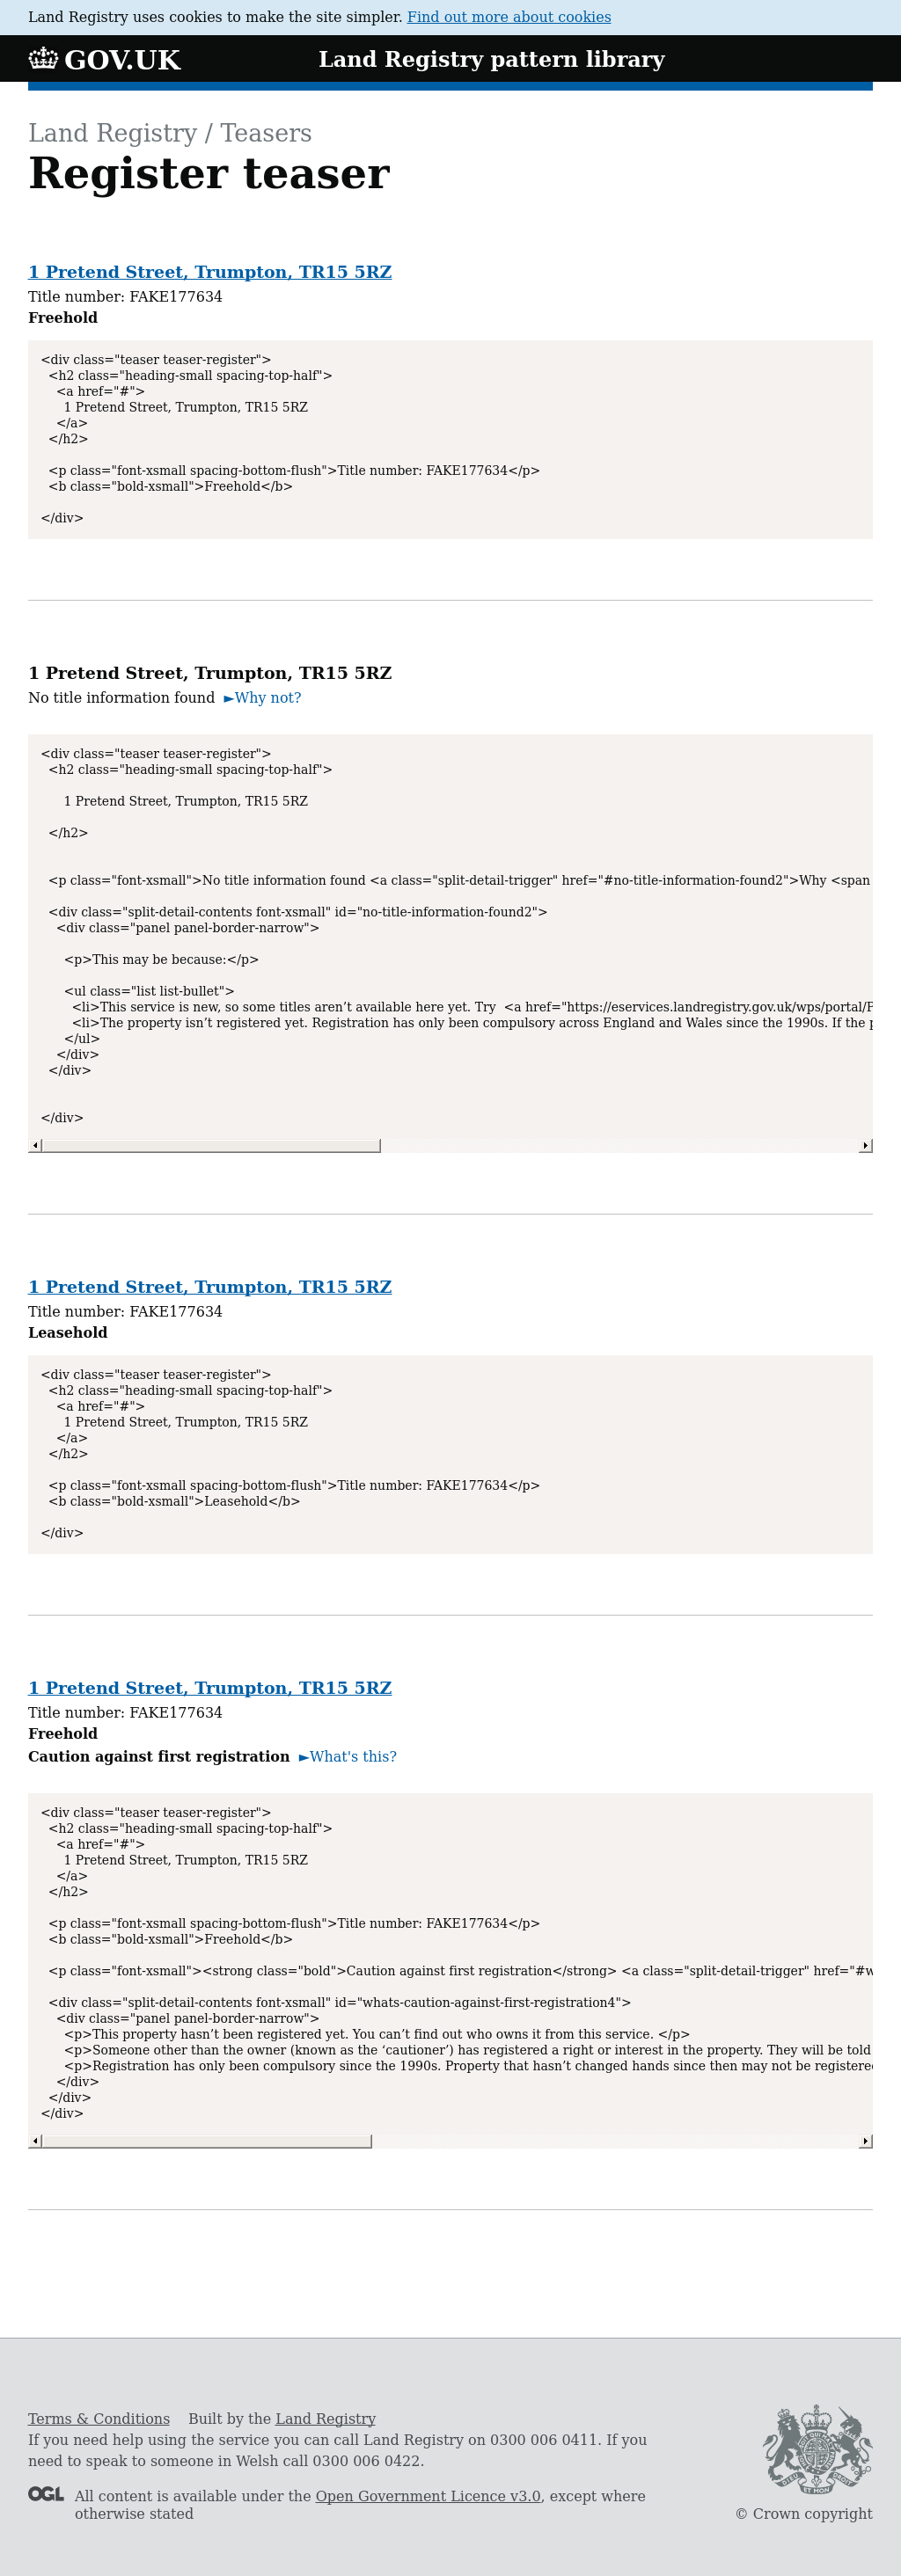 Land Registry uses cookies to make the site simpler. Find out more about cookies
GOV.UK
Land Registry pattern library
Land Registry / Teasers
Register teaser
1 Pretend Street, Trumpton, TR15 5RZ
Title number: FAKE177634
Freehold
<div class="teaser teaser-register">
<h2 class="heading-small spacing-top-half">
<a href="#">
1 Pretend Street, Trumpton, TR15 5RZ
</a>
</h2>
<p class="font-xsmall spacing-bottom-flush">Title number: FAKE177634</p>
<b class="bold-xsmall">Freehold</b>
</div>
1 Pretend Street, Trumpton, TR15 5RZ
No title information found ►Why not?
<div class="teaser teaser-register">
<h2 class="heading-small spacing-top-half">
1 Pretend Street, Trumpton, TR15 5RZ
</h2>
<p class="font-xsmall">No title information found <a class="split-detail-trigger" href="#no-title-information-found2">Why <span
<div class="split-detail-contents font-xsmall" id="no-title-information-found2">
<div class="panel panel-border-narrow">
<p>This may be because:</p>
<ul class="list list-bullet">
<li>This service is new, so some titles aren’t available here yet. Try <a href="https://eservices.landregistry.gov.uk/wps/portal/P
<li>The property isn’t registered yet. Registration has only been compulsory across England and Wales since the 1990s. If the p
</ul>
</div>
</div>
</div>
1 Pretend Street, Trumpton, TR15 5RZ
Title number: FAKE177634
Leasehold
<div class="teaser teaser-register">
<h2 class="heading-small spacing-top-half">
<a href="#">
1 Pretend Street, Trumpton, TR15 5RZ
</a>
</h2>
<p class="font-xsmall spacing-bottom-flush">Title number: FAKE177634</p>
<b class="bold-xsmall">Leasehold</b>
</div>
1 Pretend Street, Trumpton, TR15 5RZ
Title number: FAKE177634
Freehold
Caution against first registration ►What's this?
<div class="teaser teaser-register">
<h2 class="heading-small spacing-top-half">
<a href="#">
1 Pretend Street, Trumpton, TR15 5RZ
</a>
</h2>
<p class="font-xsmall spacing-bottom-flush">Title number: FAKE177634</p>
<b class="bold-xsmall">Freehold</b>
<p class="font-xsmall"><strong class="bold">Caution against first registration</strong> <a class="split-detail-trigger" href="#w
<div class="split-detail-contents font-xsmall" id="whats-caution-against-first-registration4">
<div class="panel panel-border-narrow">
<p>This property hasn’t been registered yet. You can’t find out who owns it from this service. </p>
<p>Someone other than the owner (known as the ‘cautioner’) has registered a right or interest in the property. They will be told
<p>Registration has only been compulsory since the 1990s. Property that hasn’t changed hands since then may not be registered
</div>
</div>
</div>
Terms & Conditions Built by the Land Registry
If you need help using the service you can call Land Registry on 0300 006 0411. If you
need to speak to someone in Welsh call 0300 006 0422.
OGL All content is available under the Open Government Licence v3.0, except where
otherwise stated
© Crown copyright